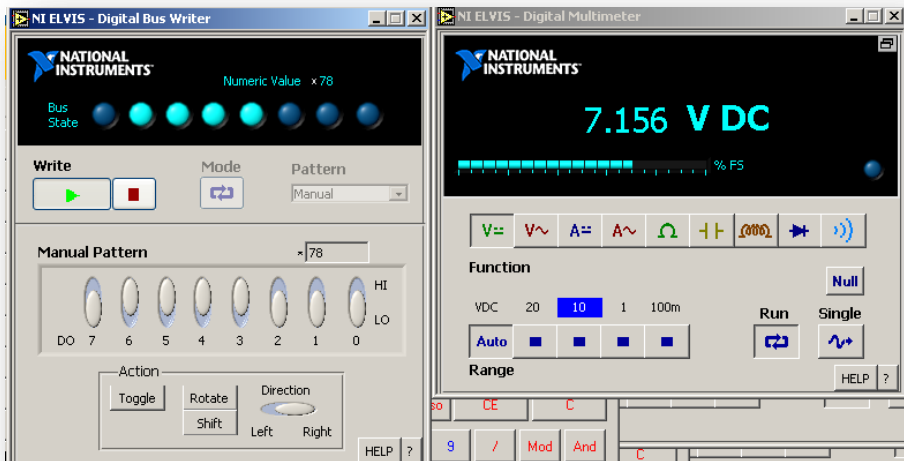 NI ELVIS - Digital Bus Writer
NATIONAL
INSTRUMENTS
Numeric Value x 78
Bus
State
Write
Mode
Pattern
Manual
Manual Pattern
x 78
HI
LO
DO 7 6 5 4 3 2 1 0
Action
Toggle
Rotate
Shift
Direction
Left Right
HELP ?
NI ELVIS - Digital Multimeter
NATIONAL
INSTRUMENTS
7.156 V DC
% FS
V= V~ A= A~ Ω
Function
Null
VDC 20 10 1 100m
Run Single
Auto
Range
HELP ?
so CE C
9 / Mod And
C